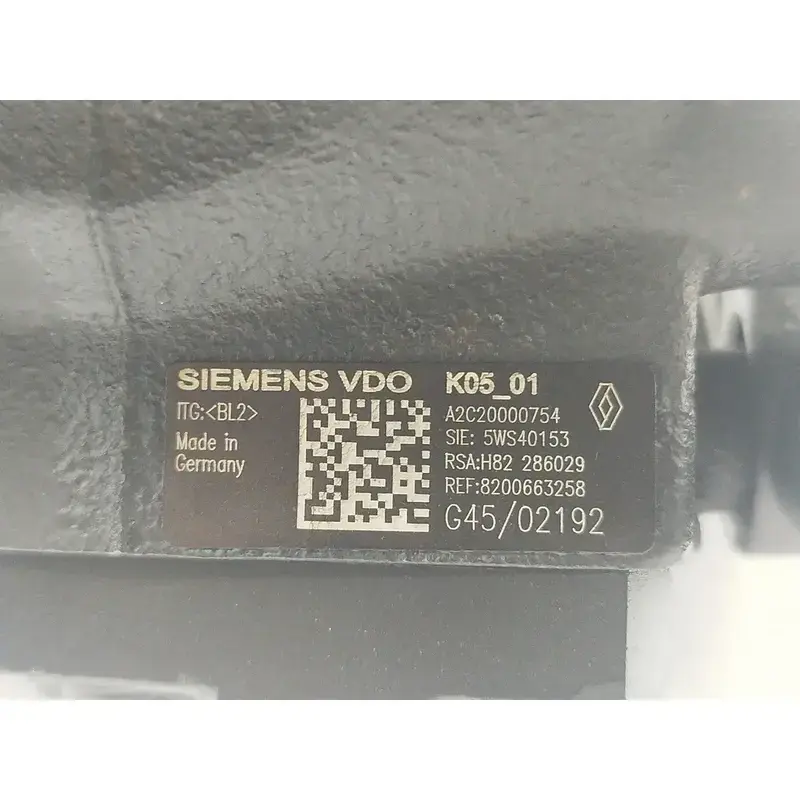 SIEMENS VDO
K05_01
ITG:<BL2>
A2C20000754
Made in
Germany
SIE: 5WS40153
RSA:H82 286029
REF:8200663258
G45/02192